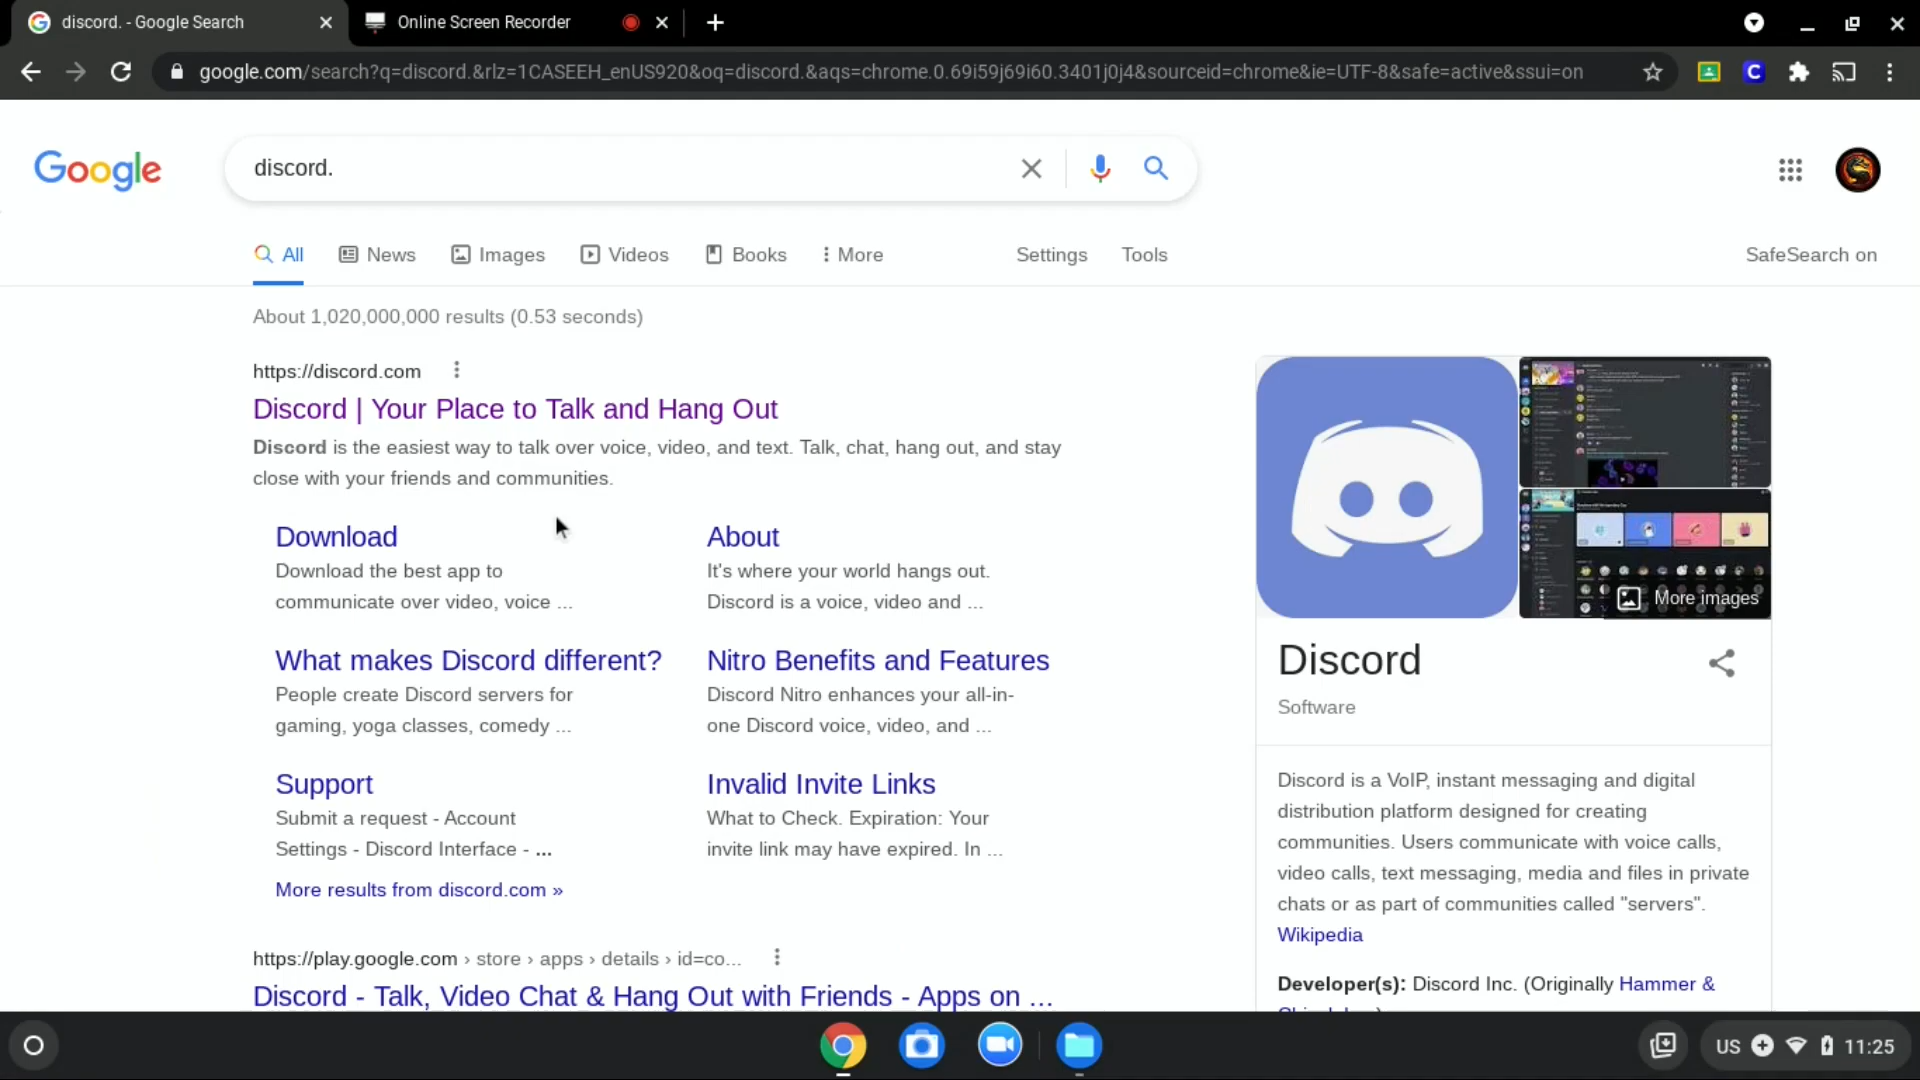 discord. - Google Search
Online Screen Recorder
google.com/search?q=discord.&rlz=1CASEEH_enUS920&oq=discord.&aqs=chrome.0.69i59j69i60.3401j0j4&sourceid=chrome&ie=UTF-8&safe=active&ssui=on
Google
discord.
All News Images Videos Books More Settings Tools SafeSearch on
About 1,020,000,000 results (0.53 seconds)
https://discord.com
Discord | Your Place to Talk and Hang Out
Discord is the easiest way to talk over voice, video, and text. Talk, chat, hang out, and stay
close with your friends and communities.
Download
Download the best app to
communicate over video, voice ...
About
It's where your world hangs out.
Discord is a voice, video and ...
What makes Discord different?
People create Discord servers for
gaming, yoga classes, comedy ...
Nitro Benefits and Features
Discord Nitro enhances your all-in-
one Discord voice, video, and ...
Support
Submit a request - Account
Settings - Discord Interface - ...
Invalid Invite Links
What to Check. Expiration: Your
invite link may have expired. In ...
More results from discord.com »
https://play.google.com › store › apps › details › id=co...
Discord - Talk, Video Chat & Hang Out with Friends - Apps on ...
More images
Discord
Software
Discord is a VoIP, instant messaging and digital
distribution platform designed for creating
communities. Users communicate with voice calls,
video calls, text messaging, media and files in private
chats or as part of communities called "servers".
Wikipedia
Developer(s): Discord Inc. (Originally Hammer &
US 11:25